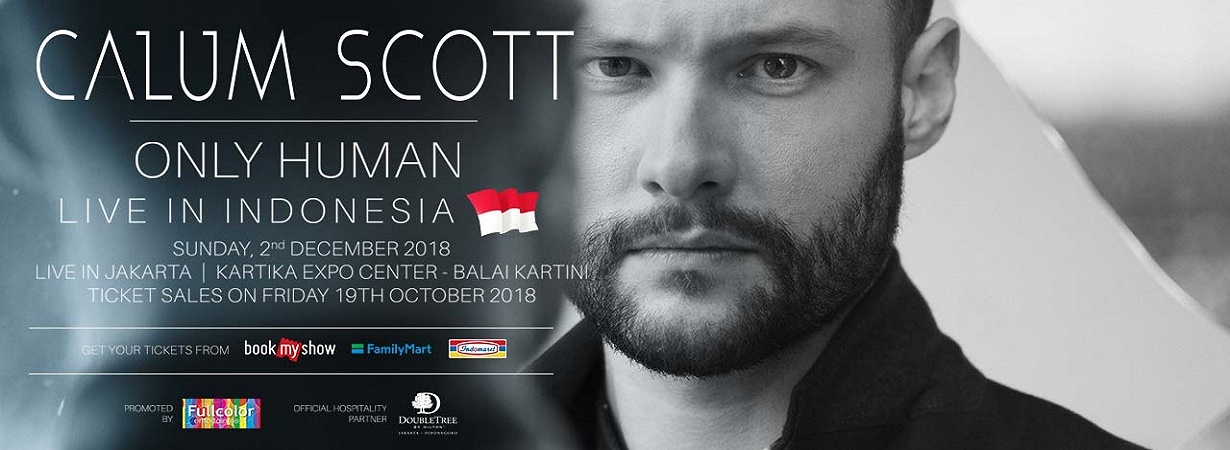 CALUM SCOTT
ONLY HUMAN
LIVE IN INDONESIA
SUNDAY, 2nd DECEMBER 2018
LIVE IN JAKARTA | KARTIKA EXPO CENTER - BALAI KARTINI
TICKET SALES ON FRIDAY 19TH OCTOBER 2018
GET YOUR TICKETS FROM bookmyshow FamilyMart Indomaret
PROMOTED BY
Fullcolor
OFFICIAL HOSPITALITY PARTNER
DOUBLETREE
BY HILTON
JAKARTA - DIPONEGORO